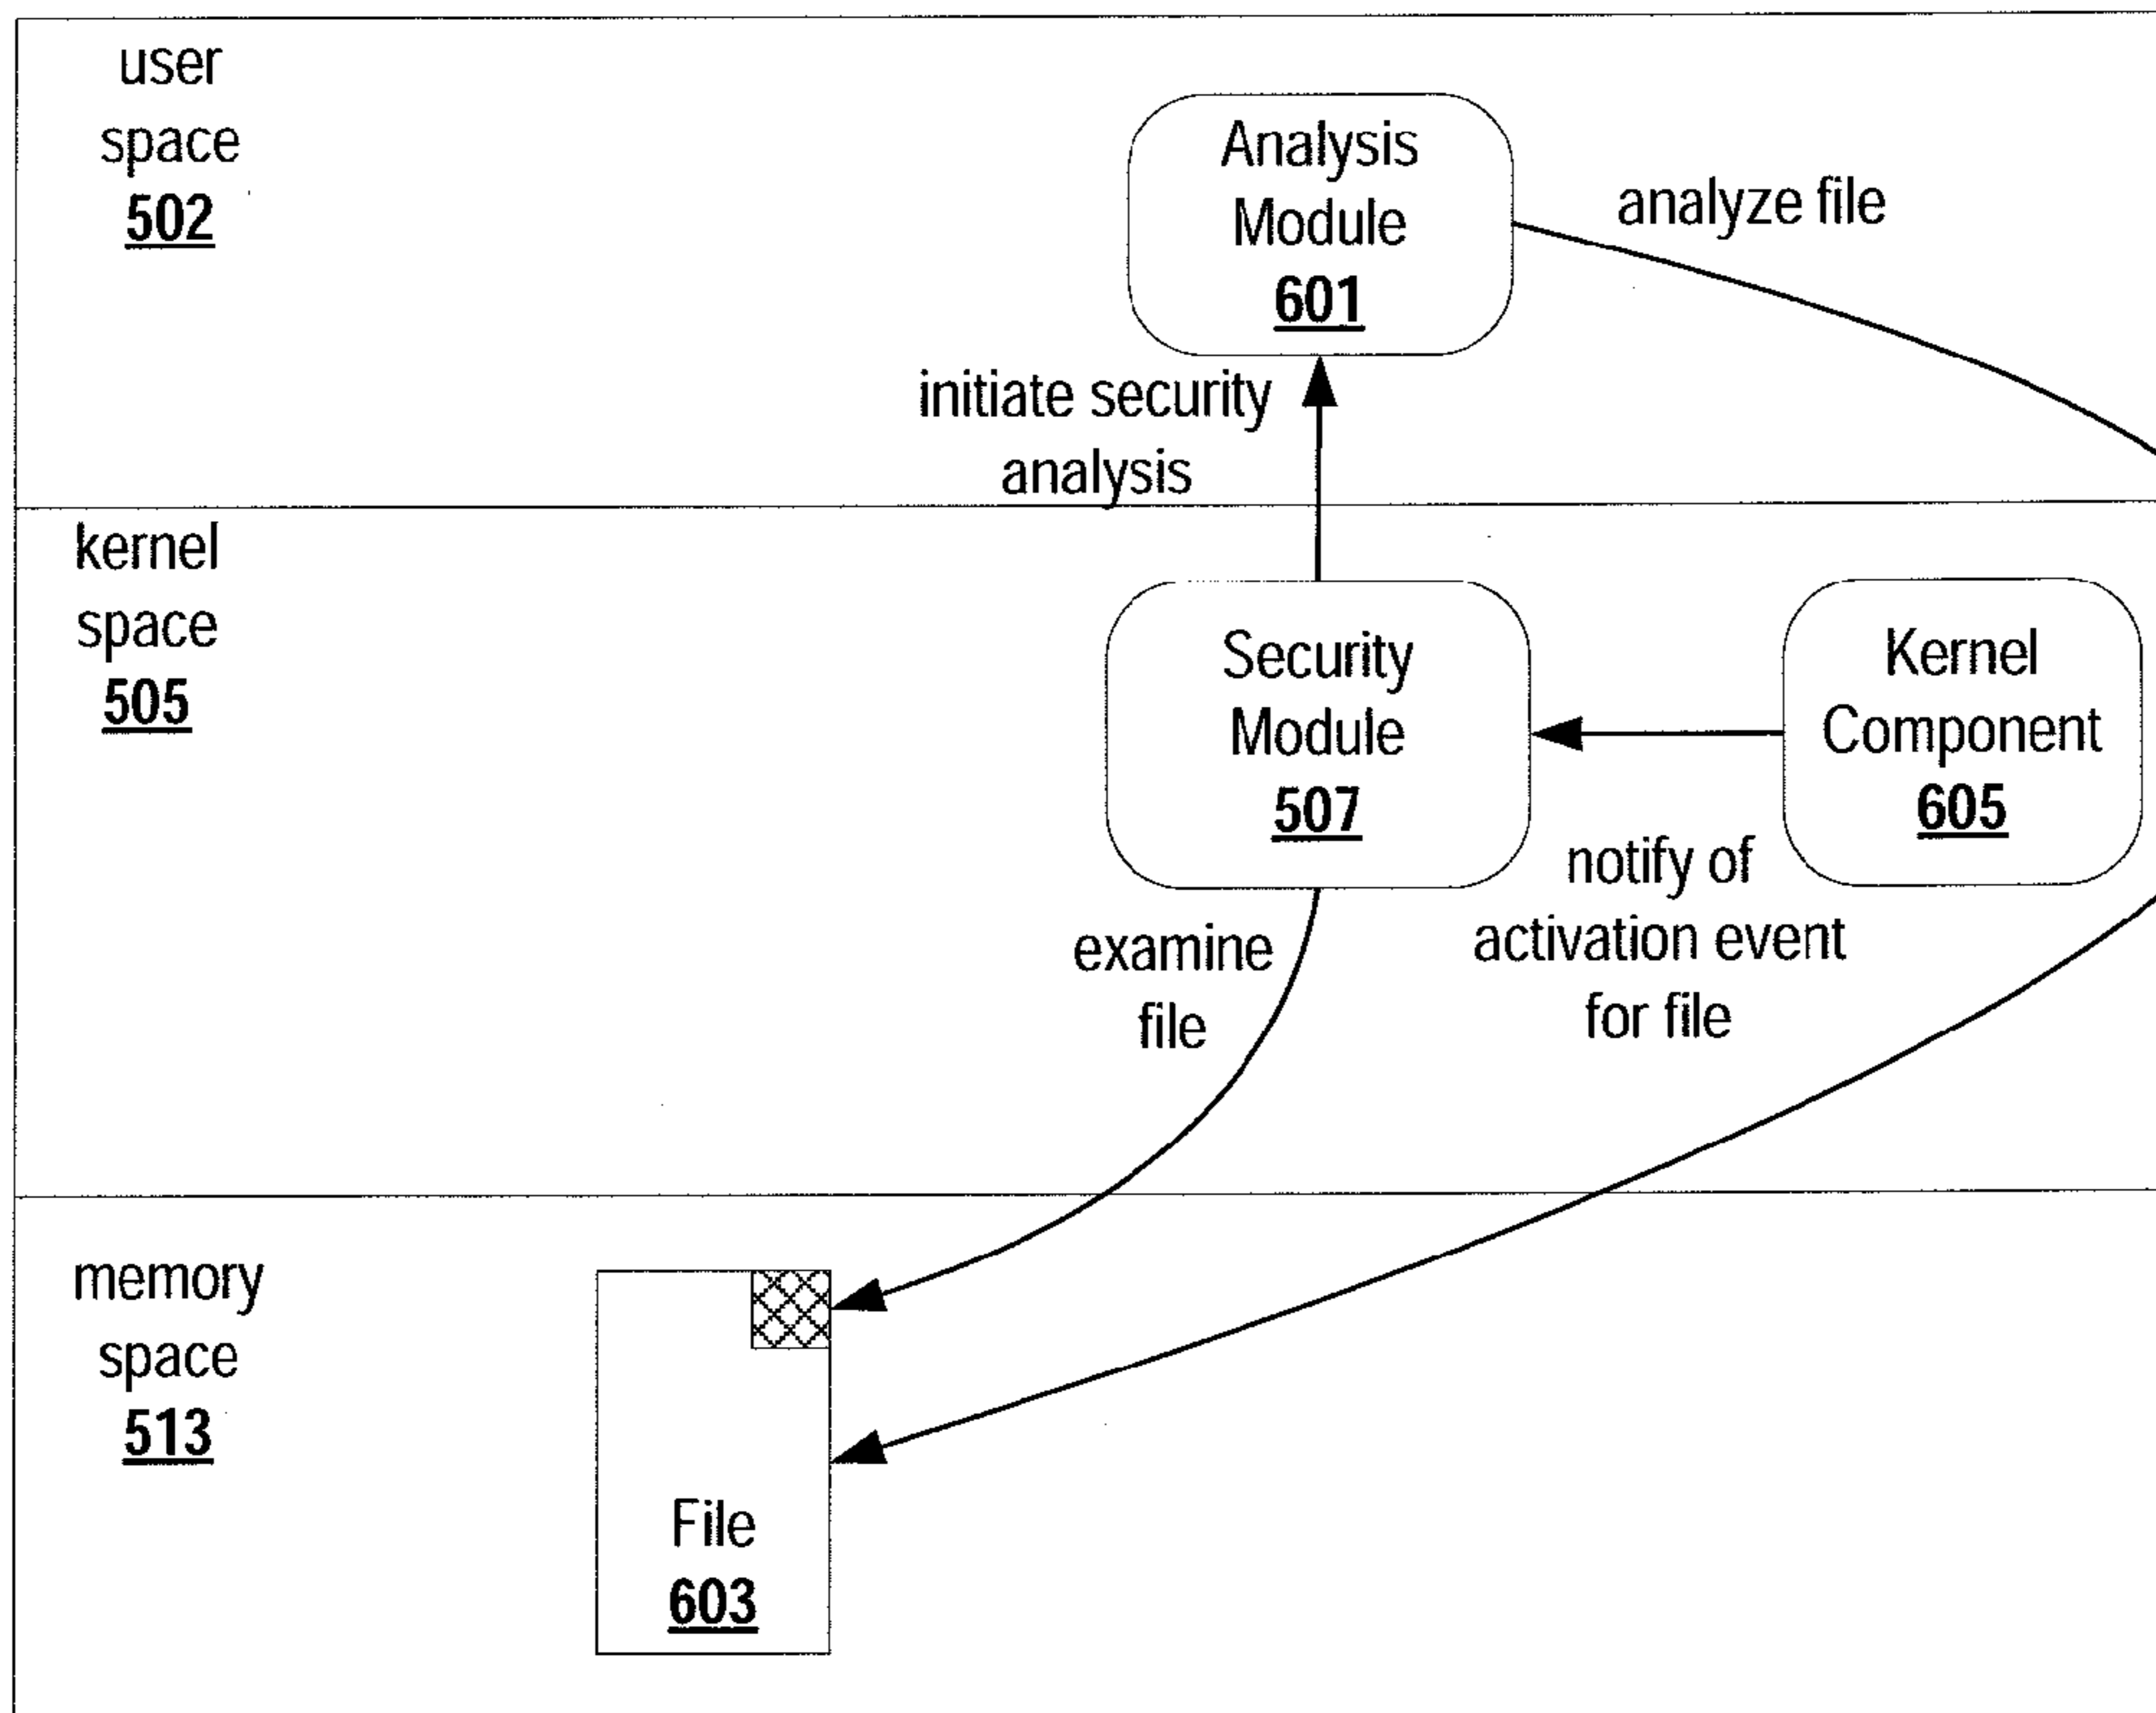 user
space
502
Analysis
Module
601
analyze file
initiate security
analysis
kernel
space
505
Security
Module
507
Kernel
Component
605
notify of
activation event
for file
examine
file
memory
space
513
File
603